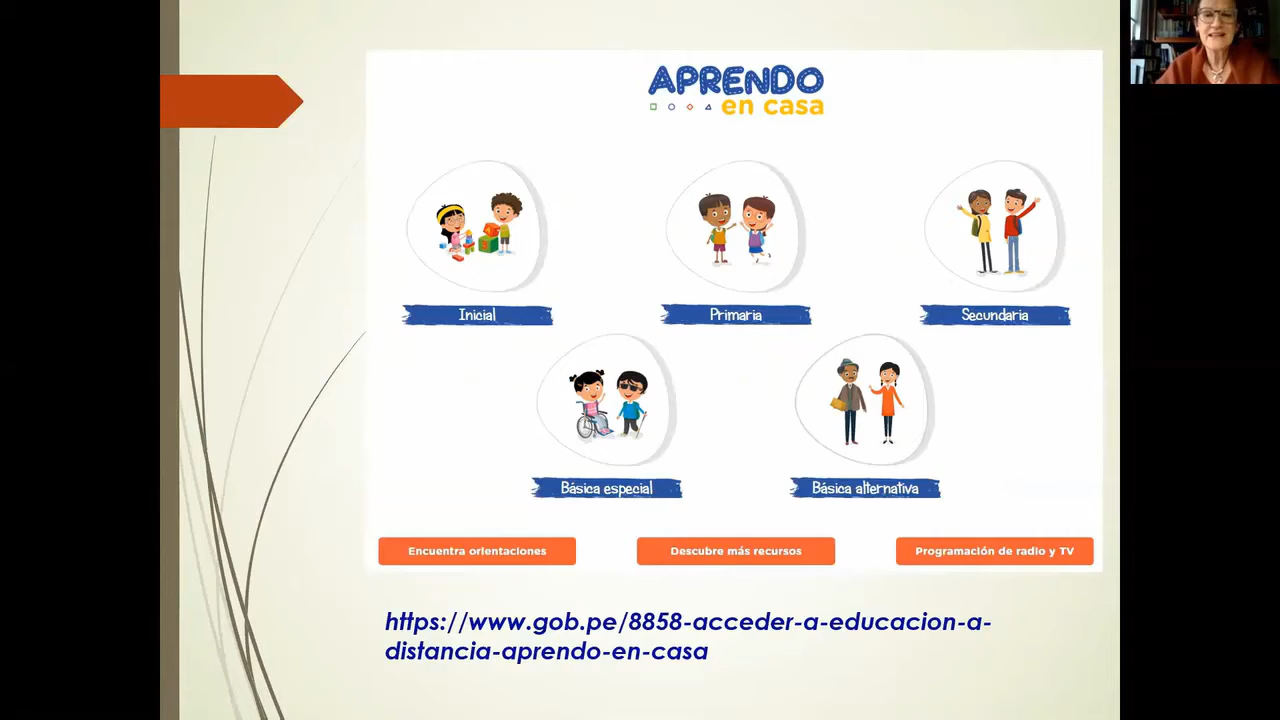 APRENDO
en casa
Inicial
Primaria
Secundaria
Básica especial
Básica alternativa
Encuentra orientaciones
Descubre más recursos
Programación de radio y TV
https://www.gob.pe/8858-acceder-a-educacion-a-
distancia-aprendo-en-casa